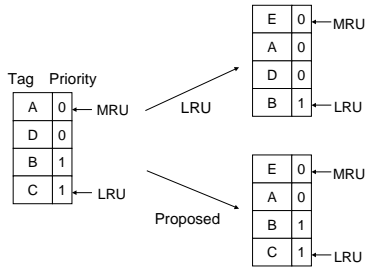 Tag Priority
A 0 MRU
D 0
B 1
C 1 LRU
LRU
Proposed
E 0 MRU
A 0
D 0
B 1 LRU
E 0 MRU
A 0
B 1
C 1 LRU